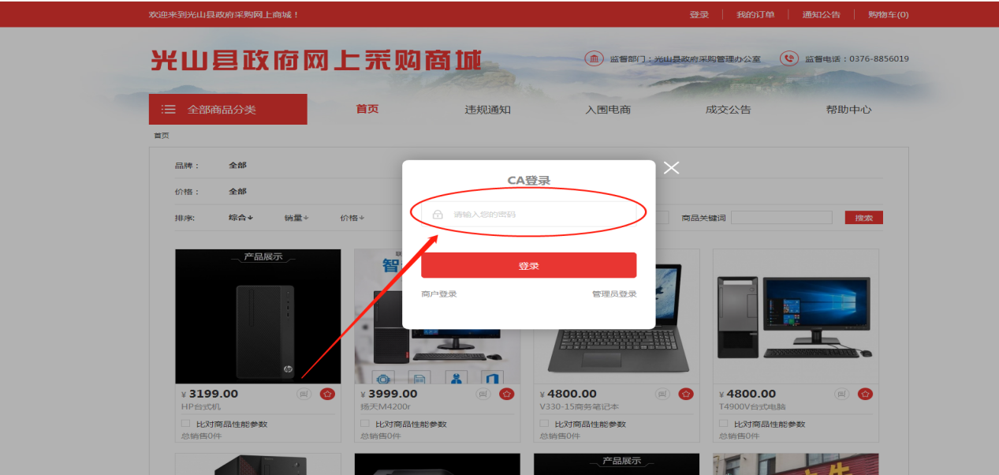 欢迎来到光山县政府采购网上商城！
登录 我的订单 通知公告 购物车(0)
光山县政府网上采购商城
监督部门：光山县政府采购管理办公室 监督电话：0376-8856019
全部商品分类 首页 违规通知 入围电商 成交公告 帮助中心
首页
品牌： 全部
价格： 全部
排序: 综合 销量 价格 商品关键词 搜索
CA登录
请输入您的密码
登录
商户登录 管理员登录
产品展示
智
hp
¥ 3199.00
HP台式机
比对商品性能参数
总销售0件
¥ 3999.00
扬天M4200r
比对商品性能参数
总销售0件
¥ 4800.00
V330-15商务笔记本
比对商品性能参数
总销售0件
¥ 4800.00
T4900V台式电脑
比对商品性能参数
总销售0件
产品展示